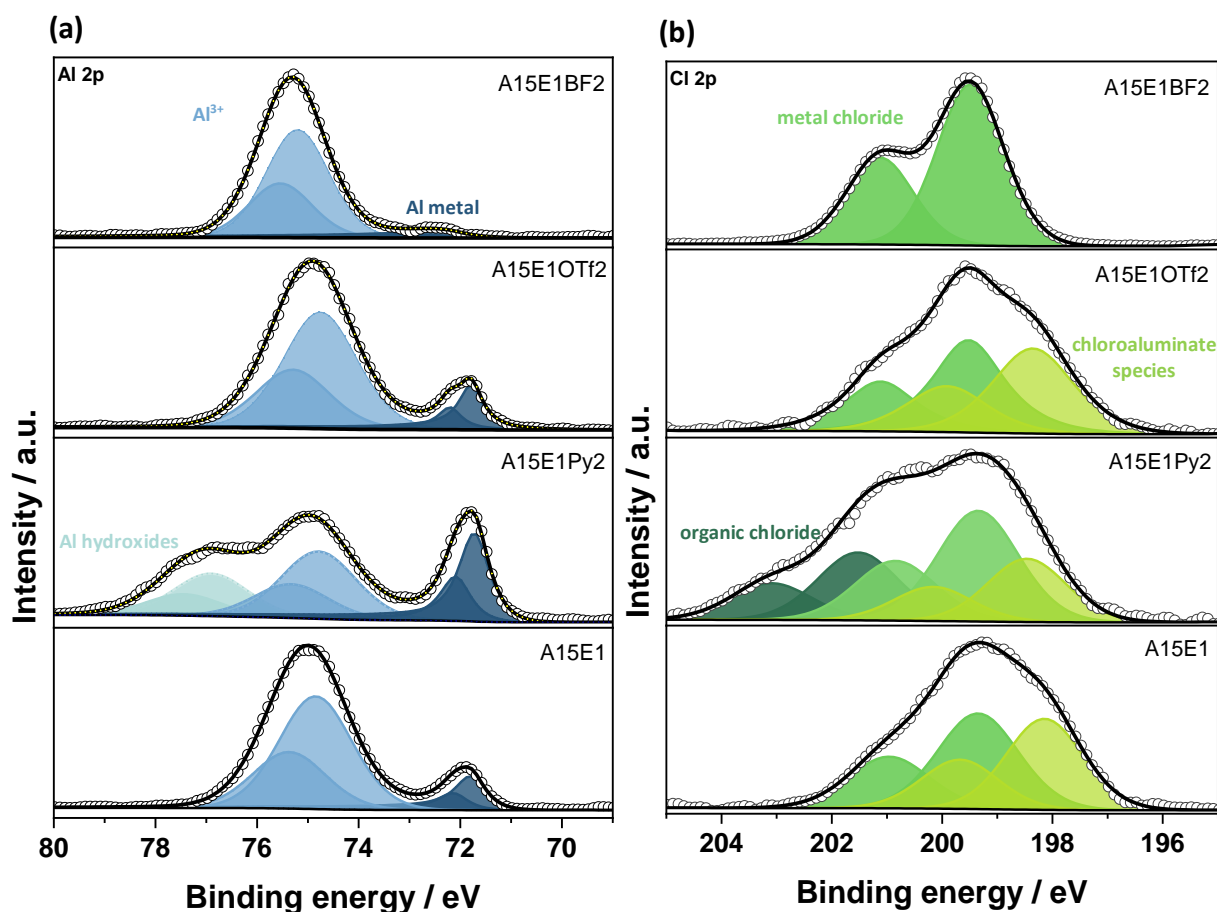 (a)
Al 2p
A15E1BF2
Al³⁺
Al metal
A15E1OTf2
A15E1Py2
Al hydroxides
A15E1
Intensity / a.u.
80 78 76 74 72 70
Binding energy / eV
(b)
Cl 2p
A15E1BF2
metal chloride
A15E1OTf2
chloroaluminate
species
A15E1Py2
organic chloride
A15E1
Intensity / a.u.
204 202 200 198 196
Binding energy / eV